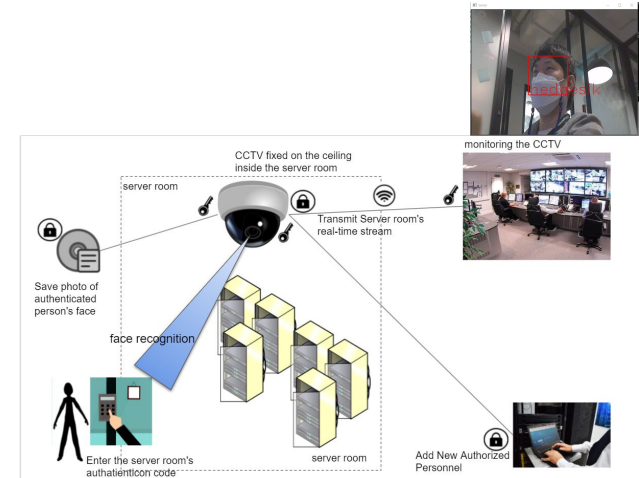 monitoring the CCTV
CCTV fixed on the ceiling
inside the server room
server room
Transmit Server room's
real-time stream
Save photo of
authenticated
person's face
face recognition
Enter the server room's
authatienticon code
server room
Add New Authorized
Personnel